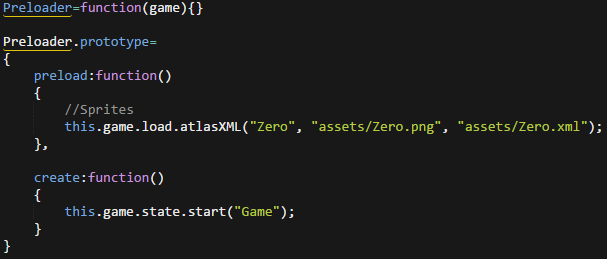 Preloader=function(game){}
Preloader.prototype=
{
preload:function()
{
//Sprites
this.game.load.atlasXML("Zero", "assets/Zero.png", "assets/Zero.xml");
},
create:function()
{
this.game.state.start("Game");
}
}